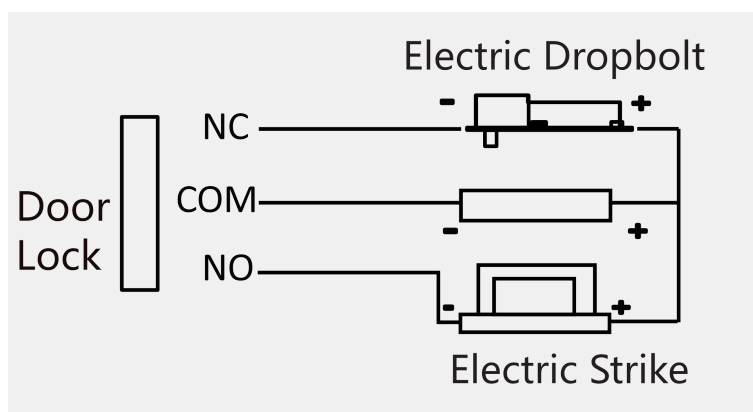 Electric Dropbolt
- +
NC
COM
- +
Door
Lock
NO
- +
Electric Strike